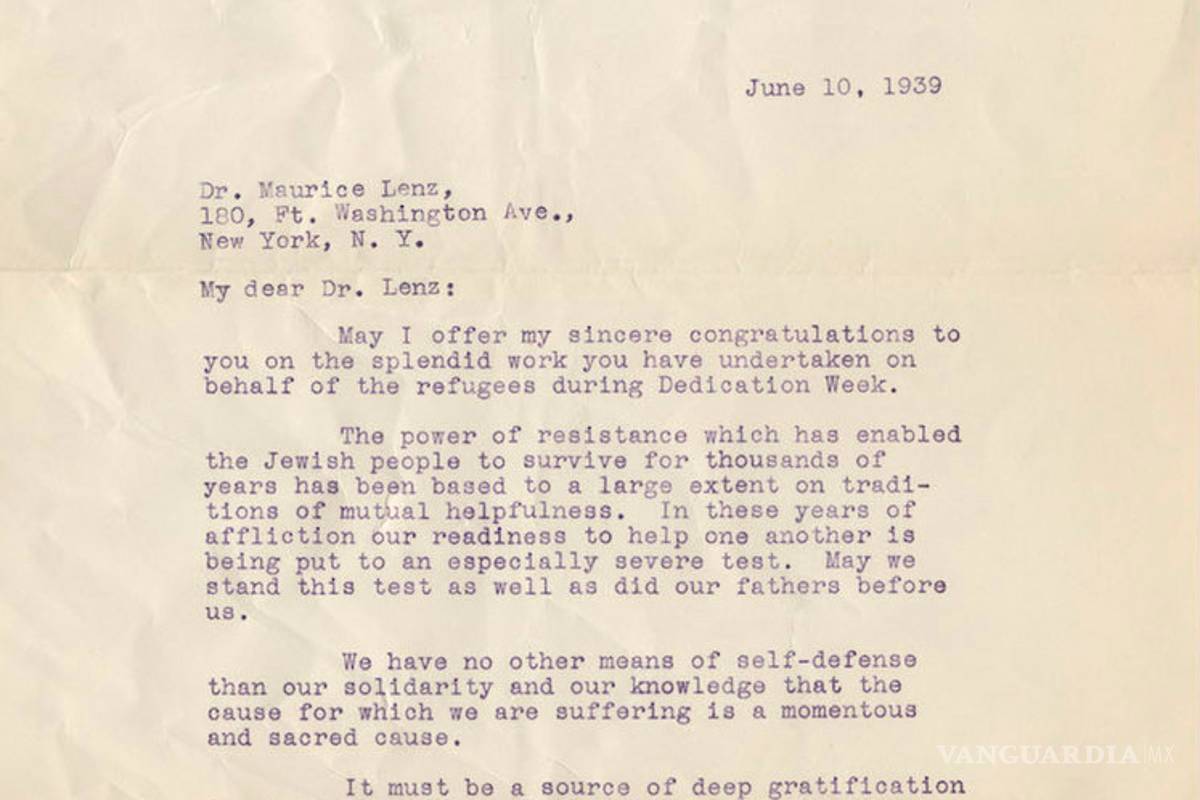 June 10, 1939
Dr. Maurice Lenz,
180, Ft. Washington Ave.,
New York, N. Y.
My dear Dr. Lenz:
May I offer my sincere congratulations to
you on the splendid work you have undertaken on
behalf of the refugees during Dedication Week.
The power of resistance which has enabled
the Jewish people to survive for thousands of
years has been based to a large extent on tradi-
tions of mutual helpfulness. In these years of
affliction our readiness to help one another is
being put to an especially severe test. May we
stand this test as well as did our fathers before
us.
We have no other means of self-defense
than our solidarity and our knowledge that the
cause for which we are suffering is a momentous
and sacred cause.
It must be a source of deep gratification
VANGUARDIA|MX